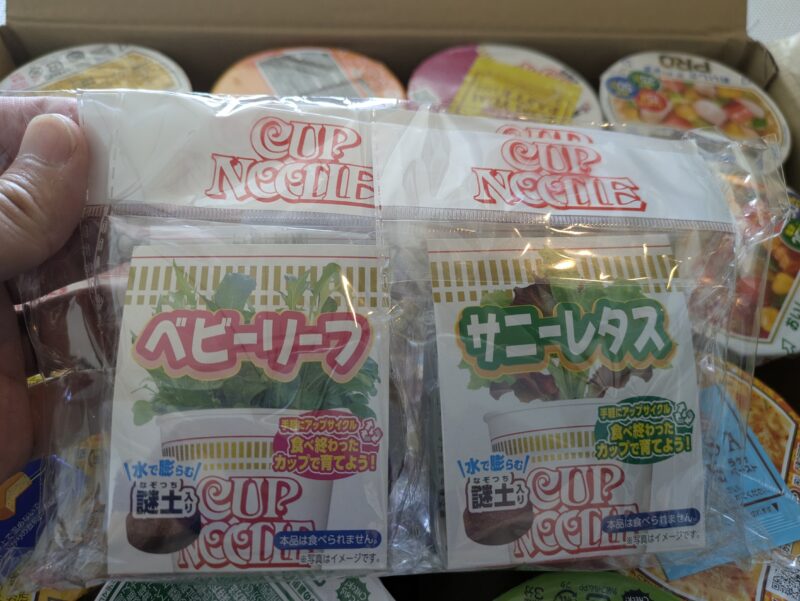 PRO
CUP
NOODLE
CUP
NOODLE
ベビーリーフ
手軽にアップサイクル
食べ終わった
カップで育てよう!
水で膨らむ
なぞつち
謎土入り
CUP
NOODLE
本品は食べられません。
※写真はイメージです。
サニーレタス
手軽にアップサイクル
食べ終わった
カップで育てよう!
水で膨らむ
なぞつち
謎土入り
CUP
NOODLE
本品は食べられません。
※写真はイメージです。